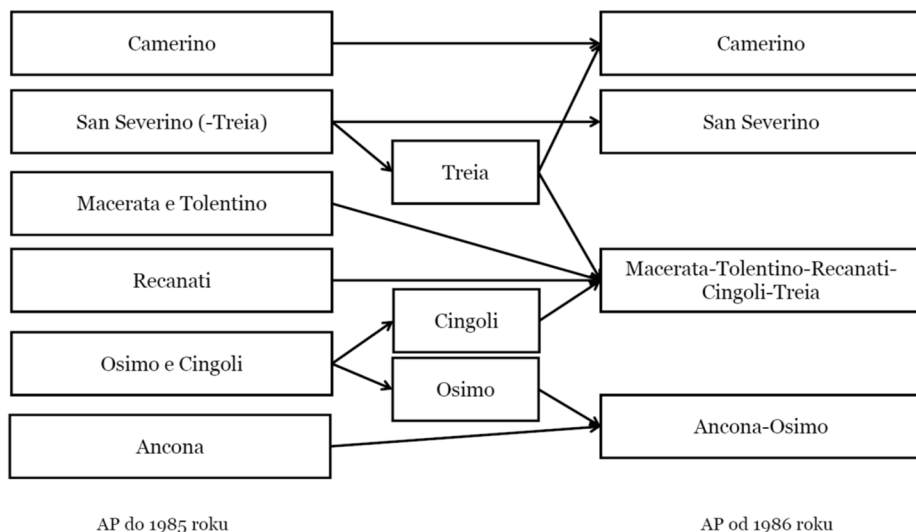 Camerino
Camerino
San Severino (-Treia)
San Severino
Treia
Macerata e Tolentino
Recanati
Macerata-Tolentino-Recanati-
Cingoli-Treia
Cingoli
Osimo e Cingoli
Osimo
Ancona
Ancona-Osimo
AP do 1985 roku
AP od 1986 roku